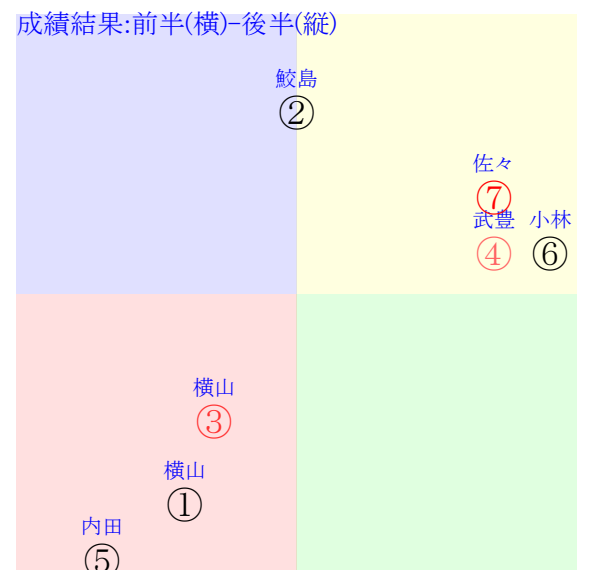 成績結果:前半(横)-後半(縦)
鮫島
②
佐々
⑦
武豊 小林
④ ⑥
横山
③
横山
①
内田
⑤